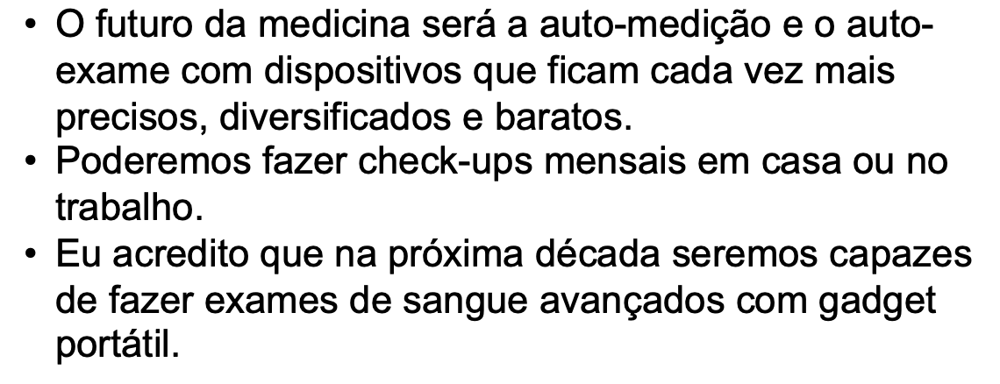 • O futuro da medicina será a auto-medição e o auto-
exame com dispositivos que ficam cada vez mais
precisos, diversificados e baratos.
• Poderemos fazer check-ups mensais em casa ou no
trabalho.
• Eu acredito que na próxima década seremos capazes
de fazer exames de sangue avançados com gadget
portátil.